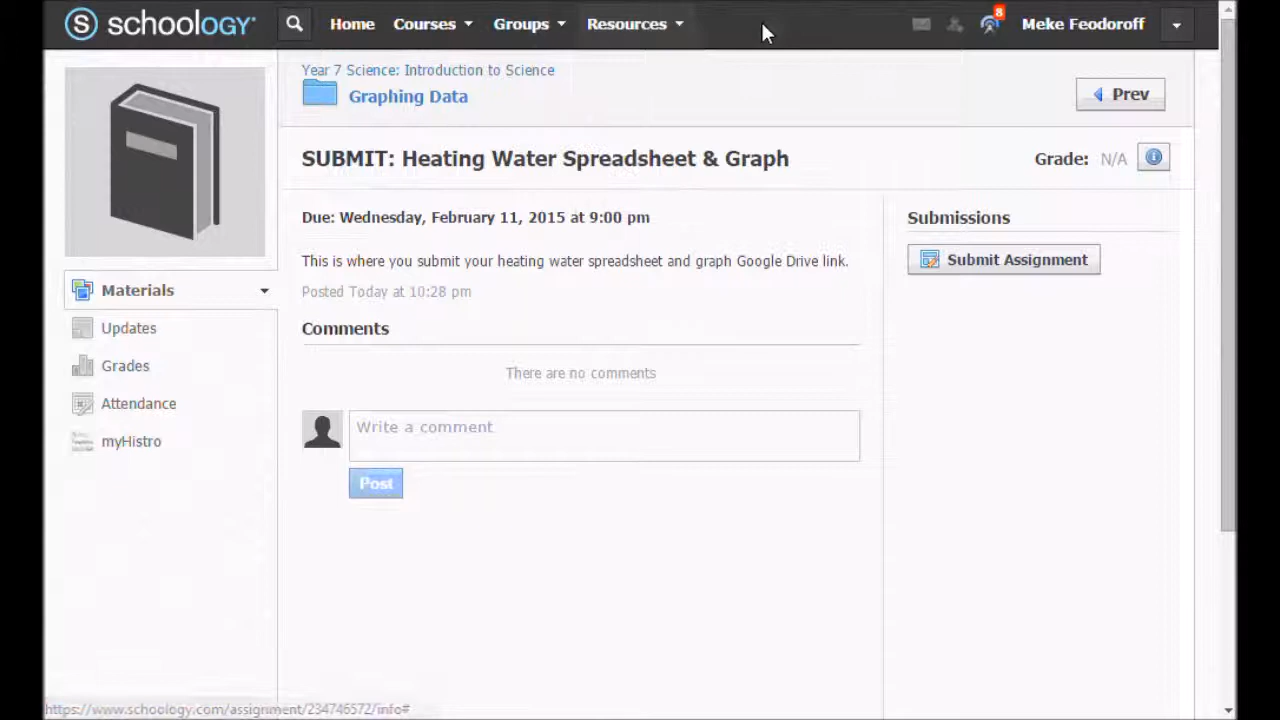 schoology
Home Courses Groups Resources
8
Meke Feodoroff
Year 7 Science: Introduction to Science
Graphing Data
Prev
SUBMIT: Heating Water Spreadsheet & Graph
Grade: N/A
Due: Wednesday, February 11, 2015 at 9:00 pm
Submissions
This is where you submit your heating water spreadsheet and graph Google Drive link.
Submit Assignment
Posted Today at 10:28 pm
Materials
Updates
Grades
Attendance
myHistro
Comments
There are no comments
Write a comment
Post
https://www.schoology.com/assignment/234746572/info#